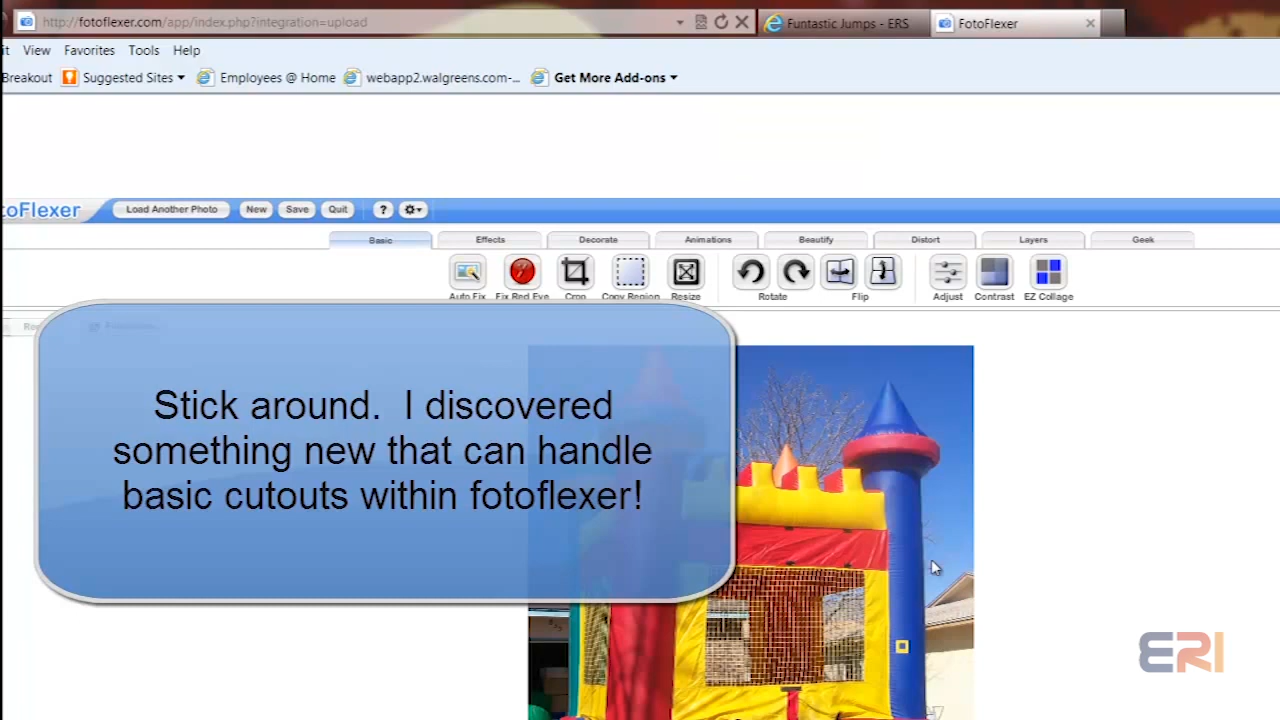 http://fotoflexer.com/app/index.php?integration=upload
Funtastic Jumps - ERS
FotoFlexer
it View Favorites Tools Help
Breakout Suggested Sites Employees @ Home webapp2.walgreens.com-... Get More Add-ons
toFlexer Load Another Photo New Save Quit ?
Basic Effects Decorate Animations Beautify Distort Layers Geek
Auto Fix Fix Red Eye Crop Copy Region Resize Rotate Flip Adjust Contrast EZ Collage
Stick around. I discovered
something new that can handle
basic cutouts within fotoflexer!
ERI